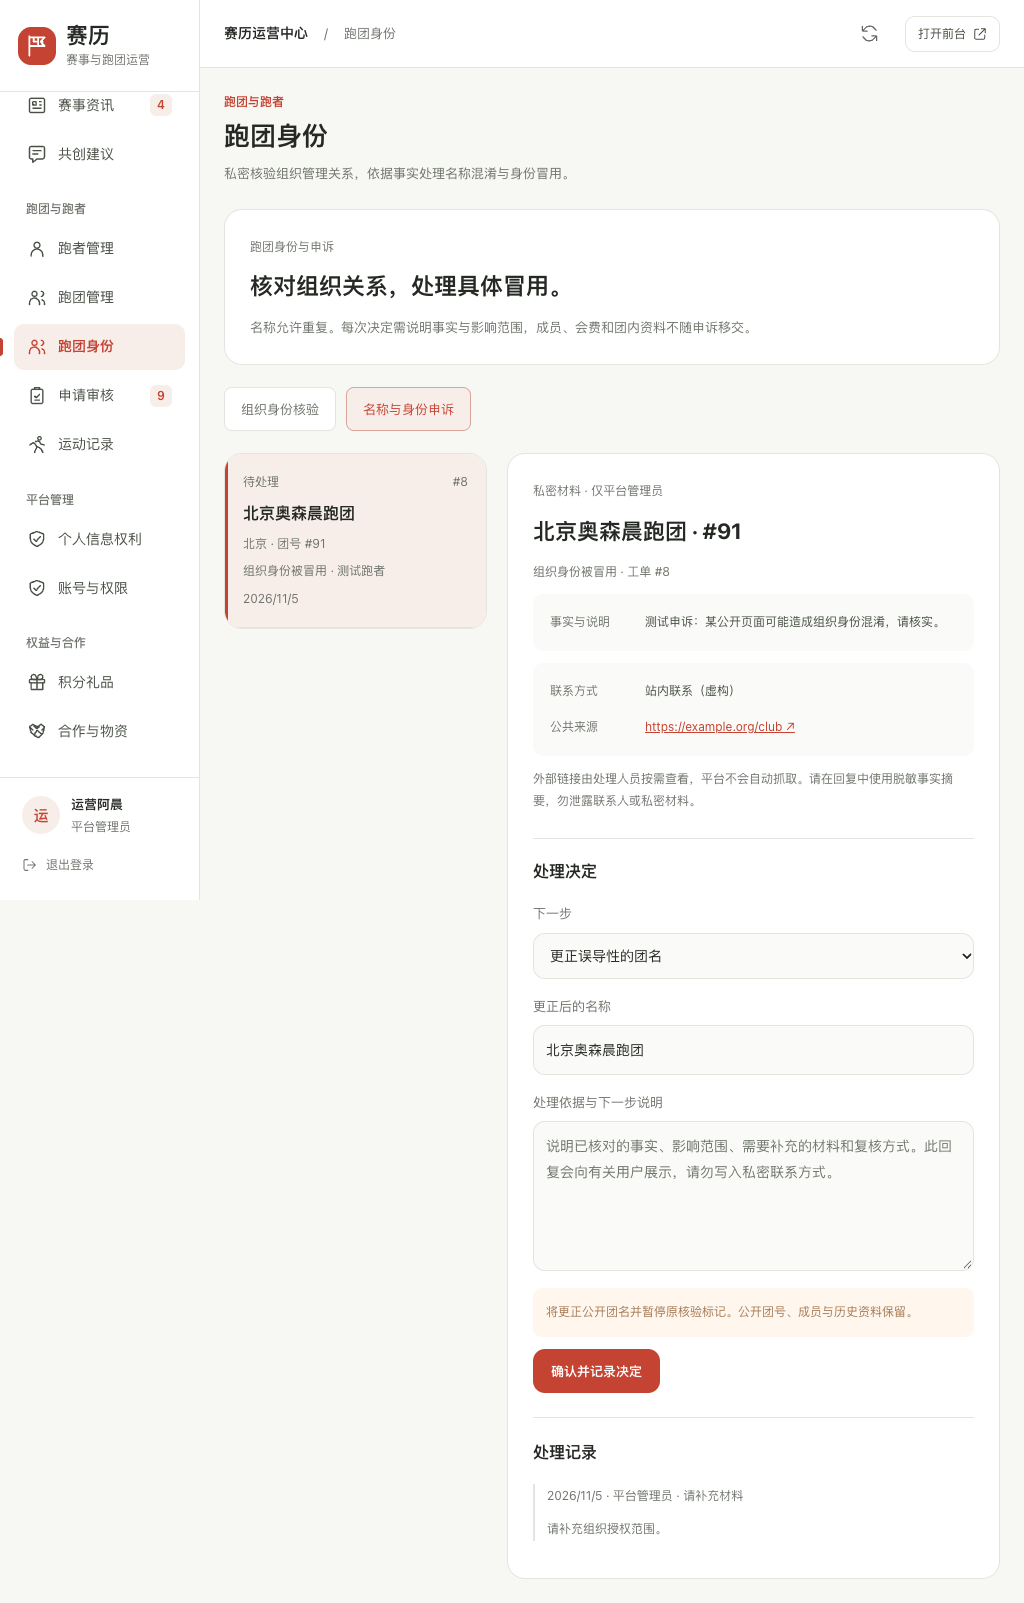 赛历
赛事与跑团运营
赛事资讯 4
共创建议
跑团与跑者
跑者管理
跑团管理
跑团身份
申请审核 9
运动记录
平台管理
个人信息权利
账号与权限
权益与合作
积分礼品
合作与物资
运 运营阿晨
平台管理员
退出登录
赛历运营中心 / 跑团身份
打开前台
跑团与跑者
跑团身份
私密核验组织管理关系，依据事实处理名称混淆与身份冒用。
跑团身份与申诉
核对组织关系，处理具体冒用。
名称允许重复。每次决定需说明事实与影响范围，成员、会费和团内资料不随申诉移交。
组织身份核验 名称与身份申诉
待处理 #8
北京奥森晨跑团
北京 · 团号 #91
组织身份被冒用 · 测试跑者
2026/11/5
私密材料 · 仅平台管理员
北京奥森晨跑团 · #91
组织身份被冒用 · 工单 #8
事实与说明 测试申诉：某公开页面可能造成组织身份混淆，请核实。
联系方式 站内联系（虚构）
公共来源 https://example.org/club ↗
外部链接由处理人员按需查看，平台不会自动抓取。请在回复中使用脱敏事实摘
要，勿泄露联系人或私密材料。
处理决定
下一步
更正误导性的团名
更正后的名称
北京奥森晨跑团
处理依据与下一步说明
说明已核对的事实、影响范围、需要补充的材料和复核方式。此回
复会向有关用户展示，请勿写入私密联系方式。
将更正公开团名并暂停原核验标记。公开团号、成员与历史资料保留。
确认并记录决定
处理记录
2026/11/5 · 平台管理员 · 请补充材料
请补充组织授权范围。